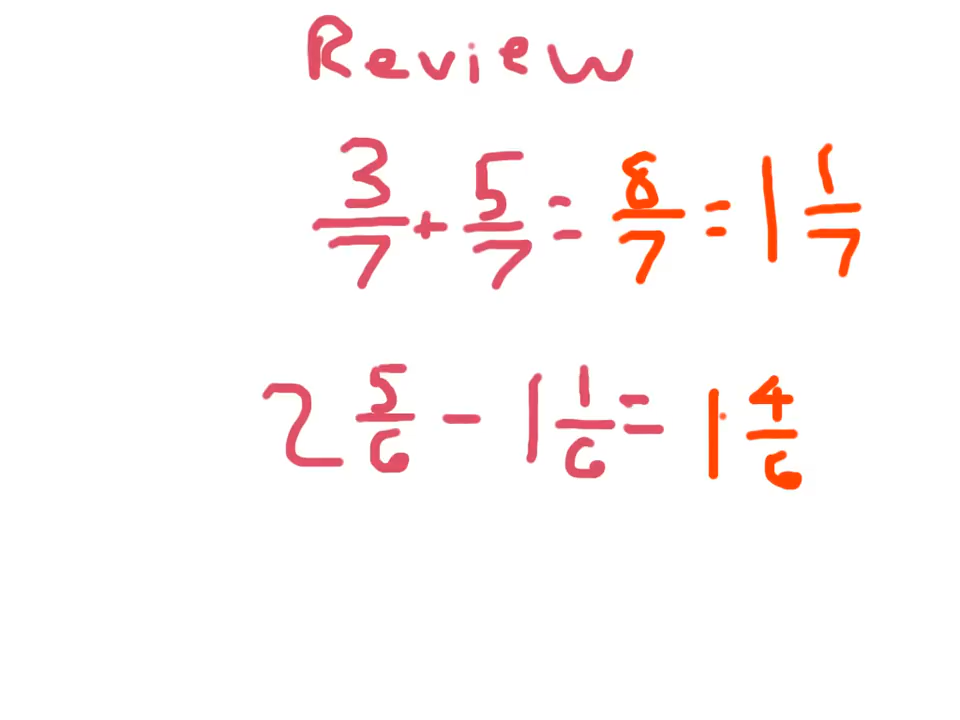 Review
3/7 + 5/7 = 8/7 = 1 1/7
2 5/6 - 1 1/6 = 1 4/6